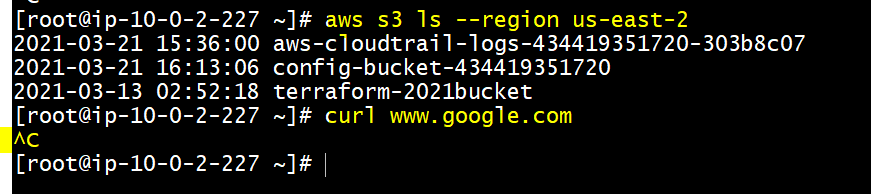 [root@ip-10-0-2-227 ~]# aws s3 ls --region us-east-2
2021-03-21 15:36:00 aws-cloudtrail-logs-434419351720-303b8c07
2021-03-21 16:13:06 config-bucket-434419351720
2021-03-13 02:52:18 terraform-2021bucket
[root@ip-10-0-2-227 ~]# curl www.google.com
^C
[root@ip-10-0-2-227 ~]#